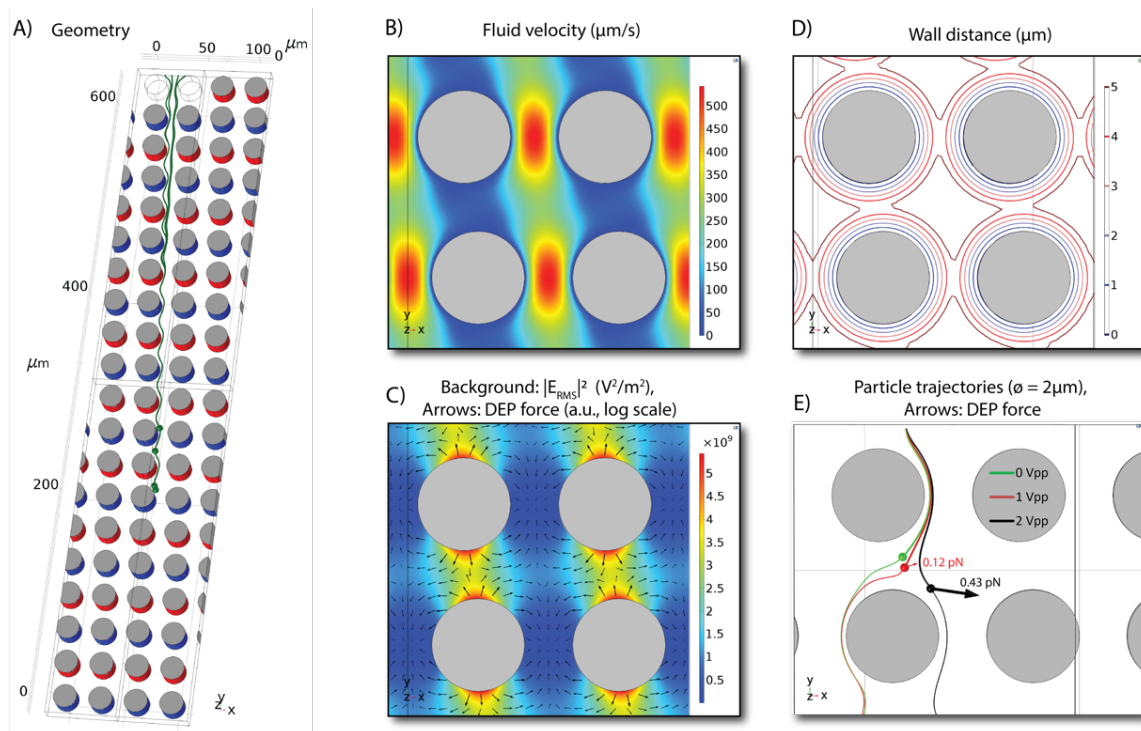 A)
Geometry
0 50 100 μm
0
600
400
μm
200
0
y
z x
B)
Fluid velocity (μm/s)
500
450
400
350
300
250
200
150
100
50
0
y
z x
C)
Background: |E_RMS|² (V²/m²),
Arrows: DEP force (a.u., log scale)
×10⁹
5
4.5
4
3.5
3
2.5
2
1.5
1
0.5
y
z x
D)
Wall distance (μm)
5
4
3
2
1
0
y
z x
E)
Particle trajectories (ø = 2μm),
Arrows: DEP force
0 Vpp
1 Vpp
2 Vpp
0.12 pN
0.43 pN
y
z x